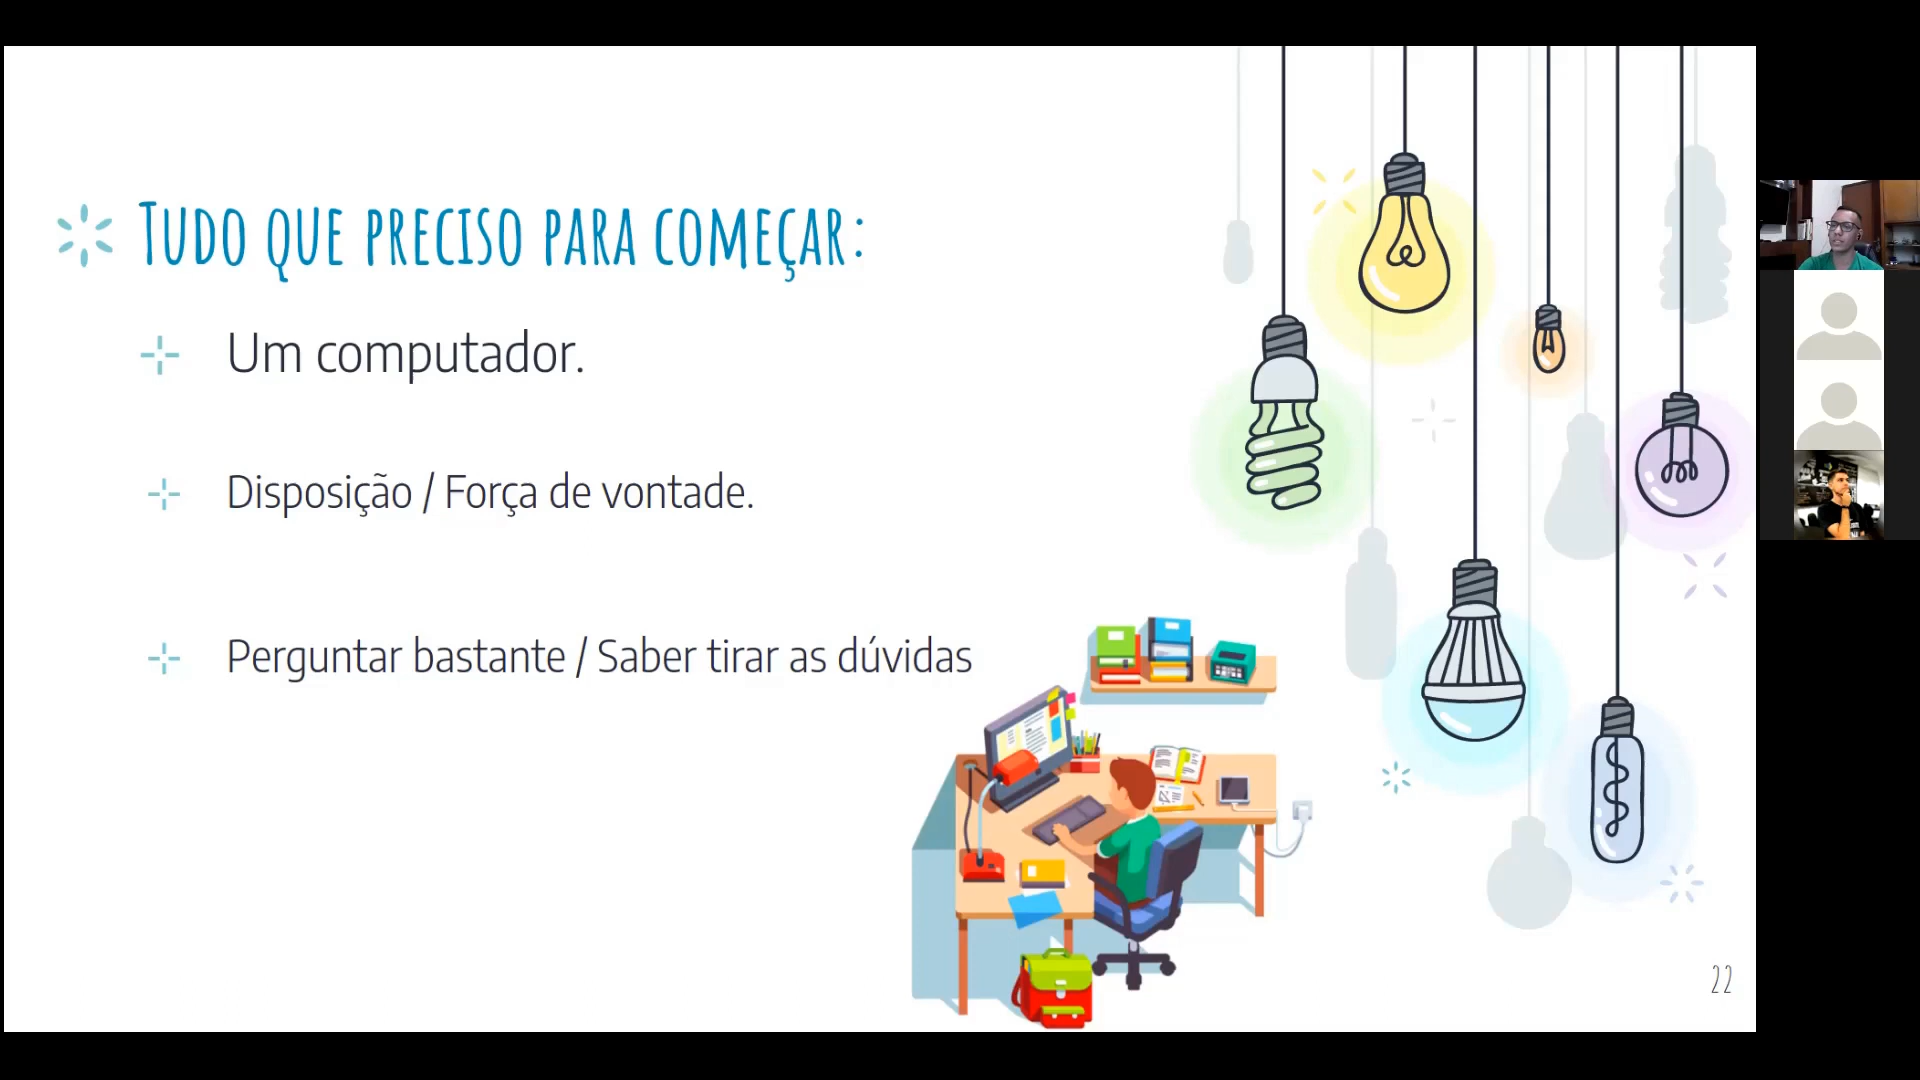 Tudo que preciso para começar:
Um computador.
Disposição / Força de vontade.
Perguntar bastante / Saber tirar as dúvidas
22